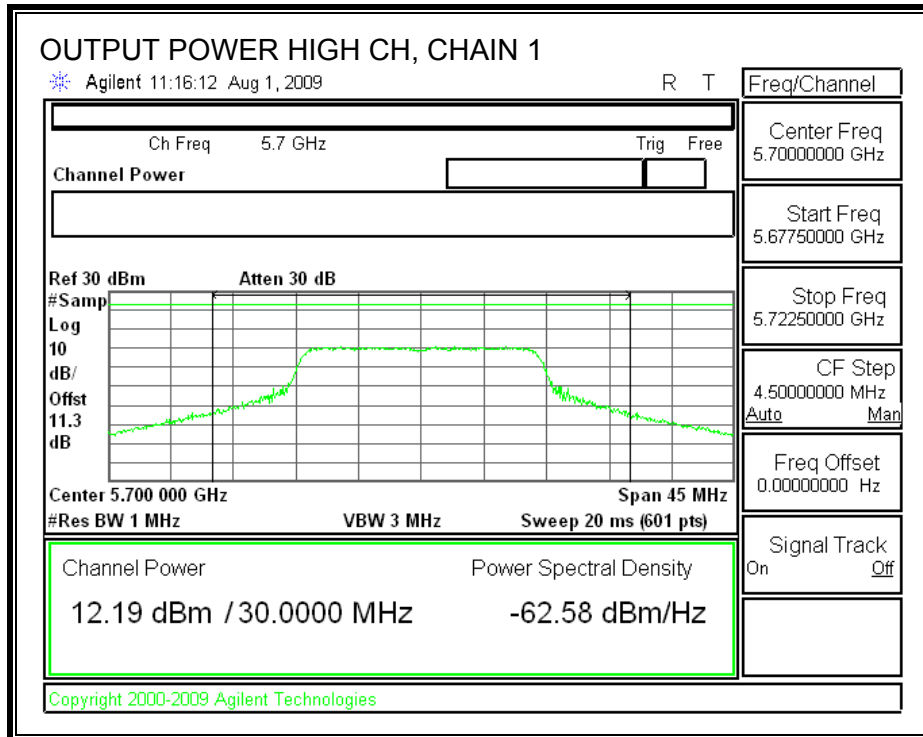 OUTPUT POWER HIGH CH, CHAIN 1
Agilent 11:16:12 Aug 1, 2009 R T
Freq/Channel
Ch Freq 5.7 GHz Trig Free
Channel Power
Center Freq
5.70000000 GHz
Start Freq
5.67750000 GHz
Stop Freq
5.72250000 GHz
CF Step
4.50000000 MHz
Auto Man
Freq Offset
0.00000000 Hz
Signal Track
On Off
Ref 30 dBm Atten 30 dB
#Samp
Log
10
dB/
Offst
11.3
dB
Center 5.700 000 GHz Span 45 MHz
#Res BW 1 MHz VBW 3 MHz Sweep 20 ms (601 pts)
Channel Power Power Spectral Density
12.19 dBm / 30.0000 MHz -62.58 dBm/Hz
Copyright 2000-2009 Agilent Technologies